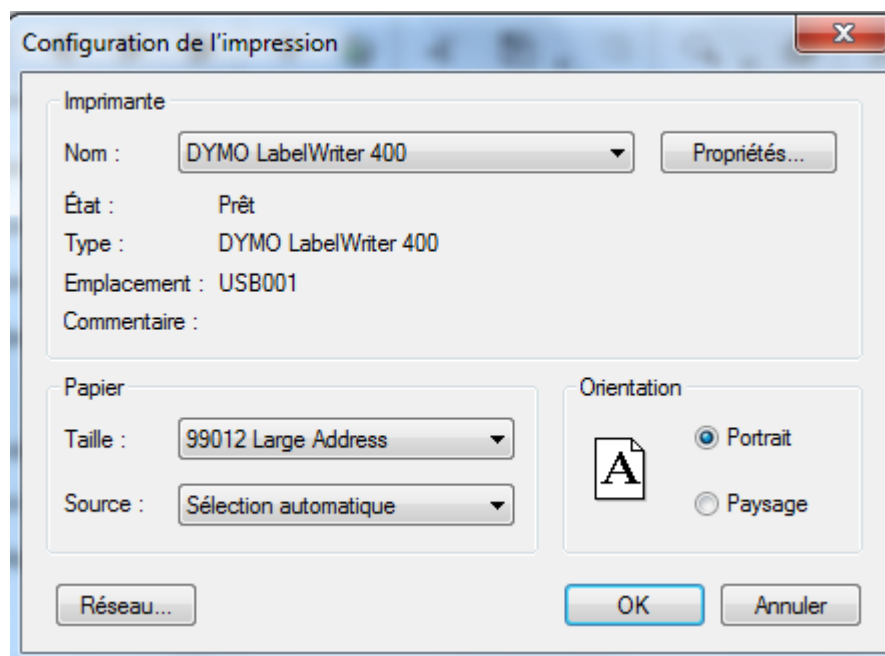 Configuration de l'impression
Imprimante
Nom : DYMO LabelWriter 400 Propriétés...
État : Prêt
Type : DYMO LabelWriter 400
Emplacement : USB001
Commentaire :
Papier
Taille : 99012 Large Address
Source : Sélection automatique
Orientation
A
Portrait
Paysage
Réseau... OK Annuler